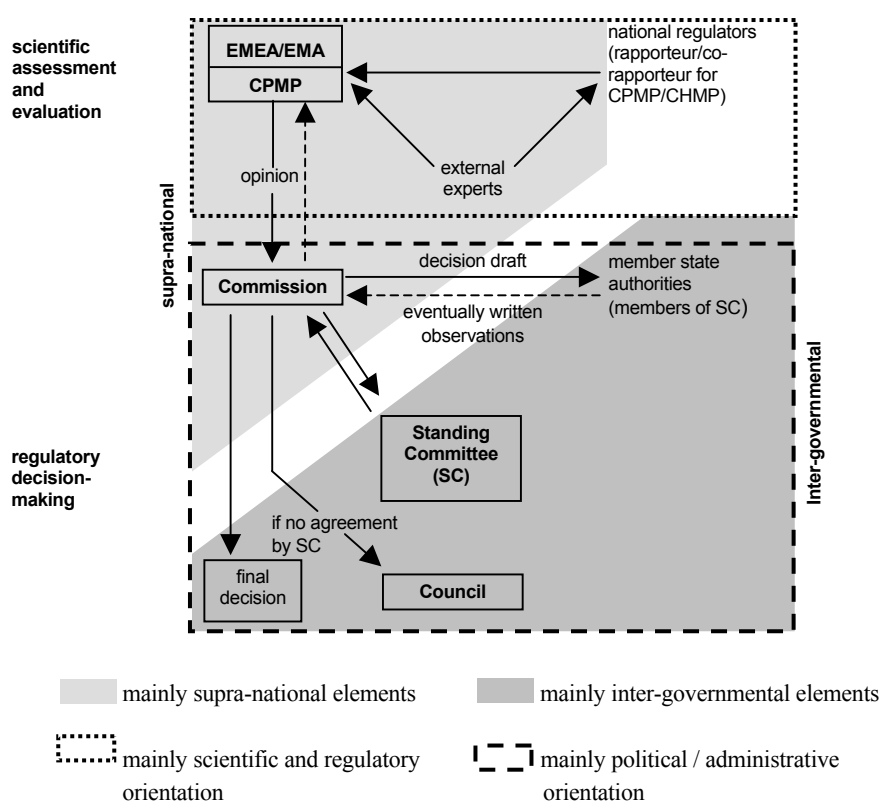 scientific
assessment
and
evaluation
EMEA/EMA
CPMP
national regulators
(rapporteur/co-
rapporteur for
CPMP/CHMP)
opinion
external
experts
supra-national
Commission
decision draft
eventually written
observations
member state
authorities
(members of SC)
Inter-governmental
Standing
Committee
(SC)
regulatory
decision-
making
if no agreement
by SC
final
decision
Council
mainly supra-national elements
mainly inter-governmental elements
mainly scientific and regulatory
orientation
mainly political / administrative
orientation